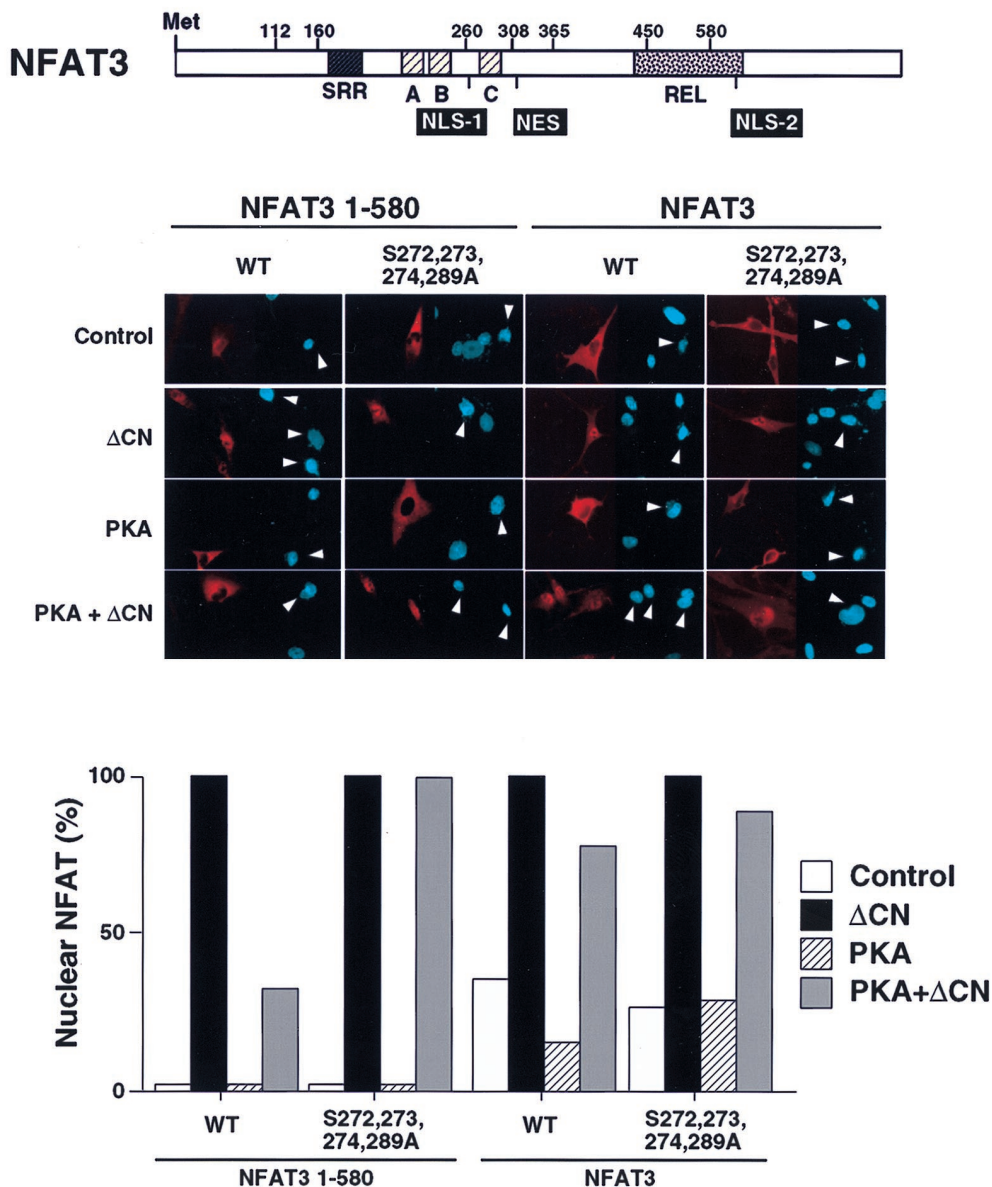 Met
112 160 260 308 365 450 580
NFAT3
SRR A B C REL
NLS-1 NES NLS-2
NFAT3 1-580 NFAT3
WT S272,273, 274,289A WT S272,273, 274,289A
Control
ΔCN
PKA
PKA + ΔCN
Nuclear NFAT (%)
100
50
0
Control
ΔCN
PKA
PKA+ΔCN
WT S272,273, 274,289A WT S272,273, 274,289A
NFAT3 1-580 NFAT3